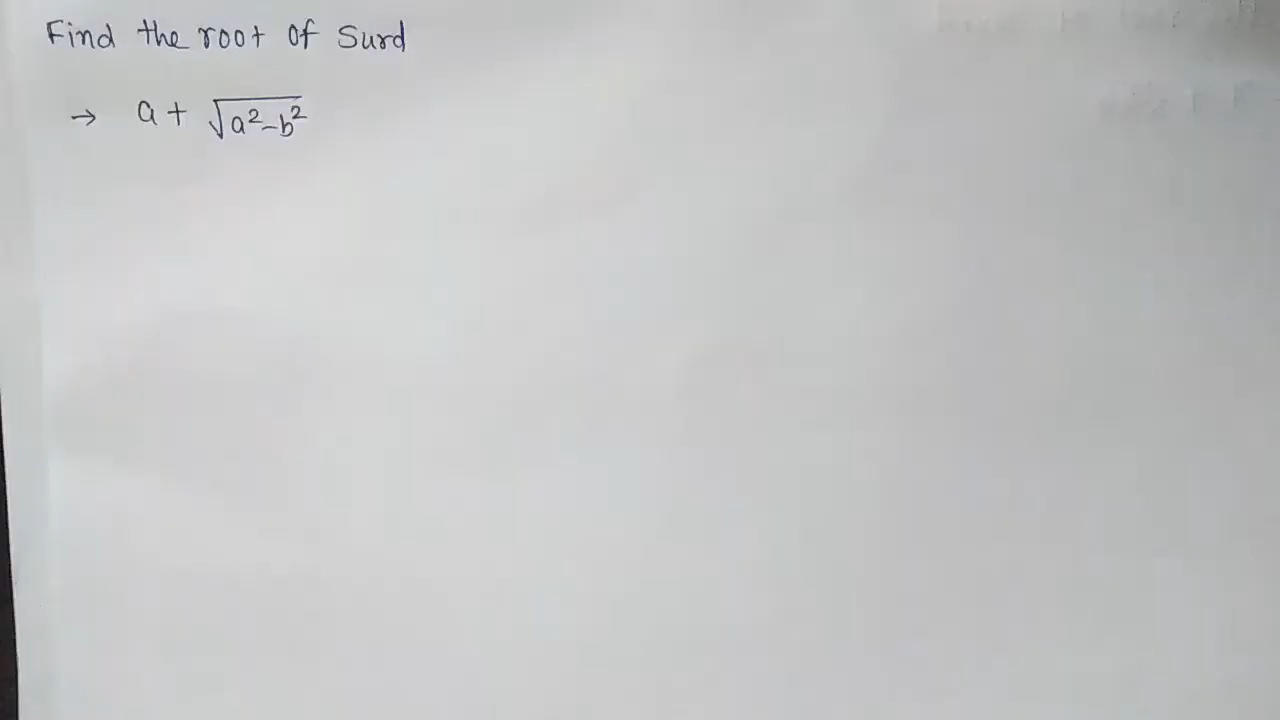 Find the root of Surd
→ a + √a²-b²